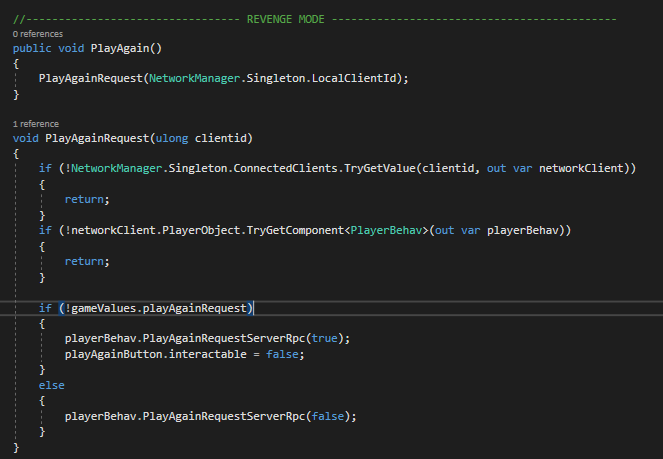 //--------------------------------- REVENGE MODE --------------------------------------------
0 references
public void PlayAgain()
{
PlayAgainRequest(NetworkManager.Singleton.LocalClientId);
}
1 reference
void PlayAgainRequest(ulong clientid)
{
if (!NetworkManager.Singleton.ConnectedClients.TryGetValue(clientid, out var networkClient))
{
return;
}
if (!networkClient.PlayerObject.TryGetComponent<PlayerBehav>(out var playerBehav))
{
return;
}
if (!gameValues.playAgainRequest)
{
playerBehav.PlayAgainRequestServerRpc(true);
playAgainButton.interactable = false;
}
else
{
playerBehav.PlayAgainRequestServerRpc(false);
}
}